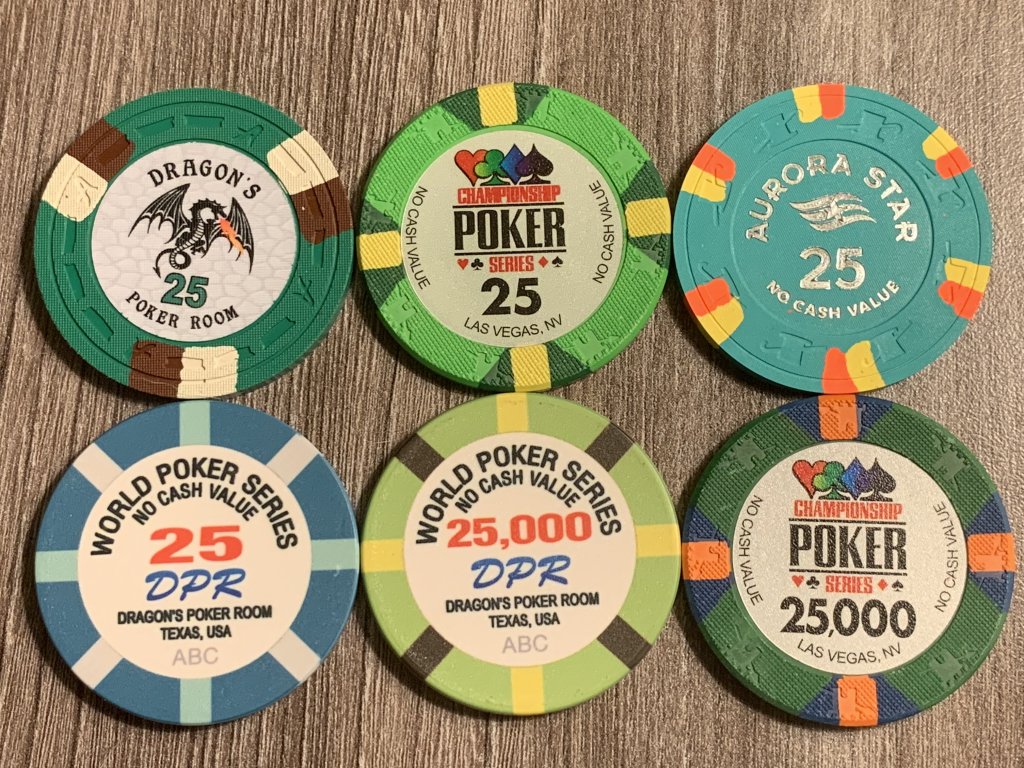 DRAGON'S
25
POKER ROOM
CHAMPIONSHIP
POKER
SERIES
25
LAS VEGAS, NV
NO CASH VALUE
NO CASH VALUE
AURORA STAR
25
NO CASH VALUE
WORLD POKER SERIES
NO CASH VALUE
25
DPR
DRAGON'S POKER ROOM
TEXAS, USA
ABC
WORLD POKER SERIES
NO CASH VALUE
25,000
DPR
DRAGON'S POKER ROOM
TEXAS, USA
ABC
CHAMPIONSHIP
POKER
SERIES
25,000
LAS VEGAS, NV
NO CASH VALUE
NO CASH VALUE